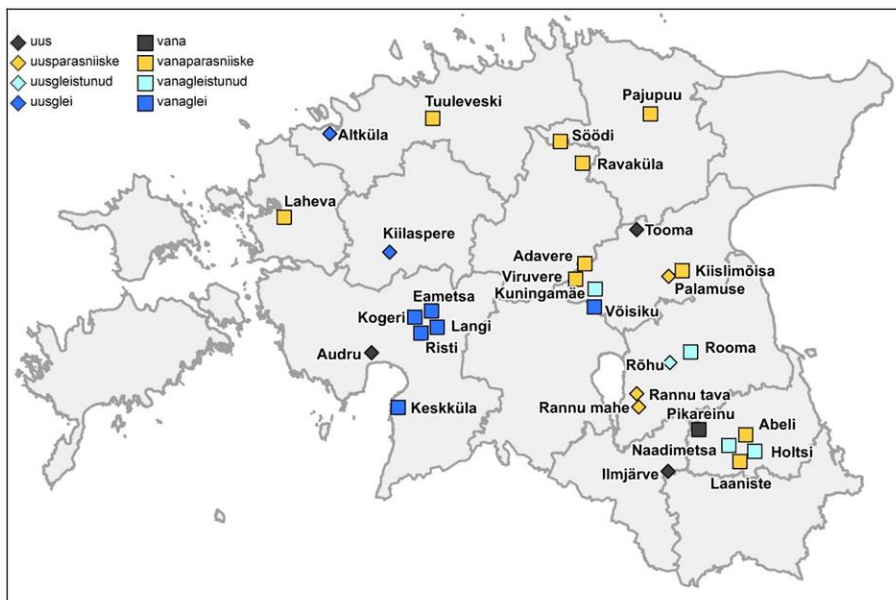 uus
uusparasniiske
uusgleistunud
uusglei
vana
vanaparasniiske
vanagleistunud
vanaglei
Tuuleveski
Pajupuu
Altküla
Söödi
Ravaküla
Laheva
Kiilaspere
Tooma
Adavere
Viruvere
Kuningamäe
Kiislimõisa
Palamuse
Eametsa
Kogeri
Langi
Risti
Võisiku
Audru
Rooma
Rõhu
Rannu tava
Rannu mahe
Keskküla
Pikareinu
Abeli
Naadimetsa
Holtsi
Ilmjärve
Laaniste